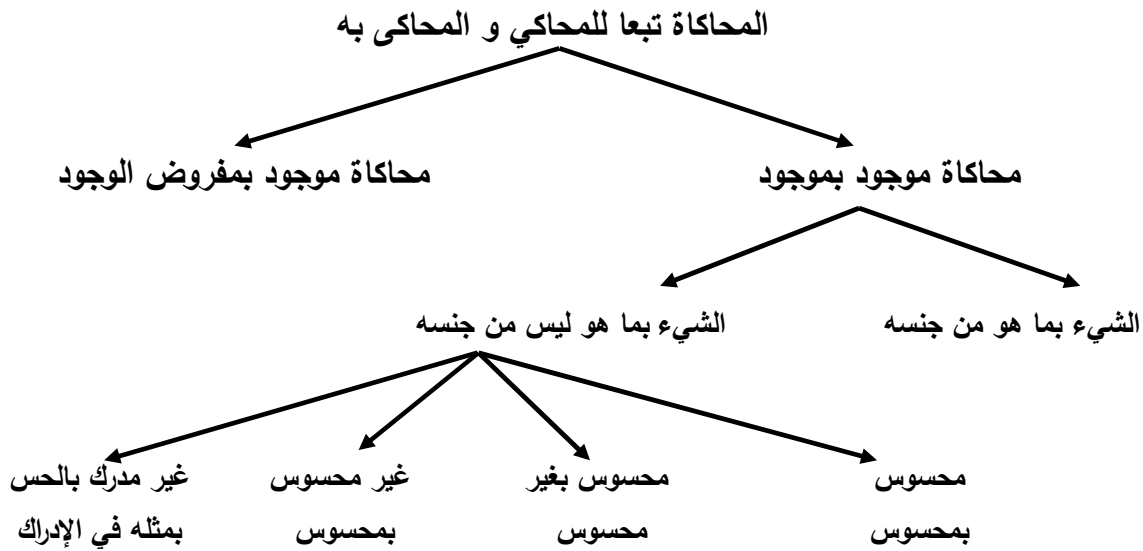 المحاكاة تبعا للمحاكي و المحاكى به
محاكاة موجود بموجود
محاكاة موجود بمفروض الوجود
الشيء بما هو من جنسه
الشيء بما هو ليس من جنسه
محسوس
بمحسوس
محسوس بغير
محسوس
غير محسوس
بمحسوس
غير مدرك بالحس
بمثله في الإدراك